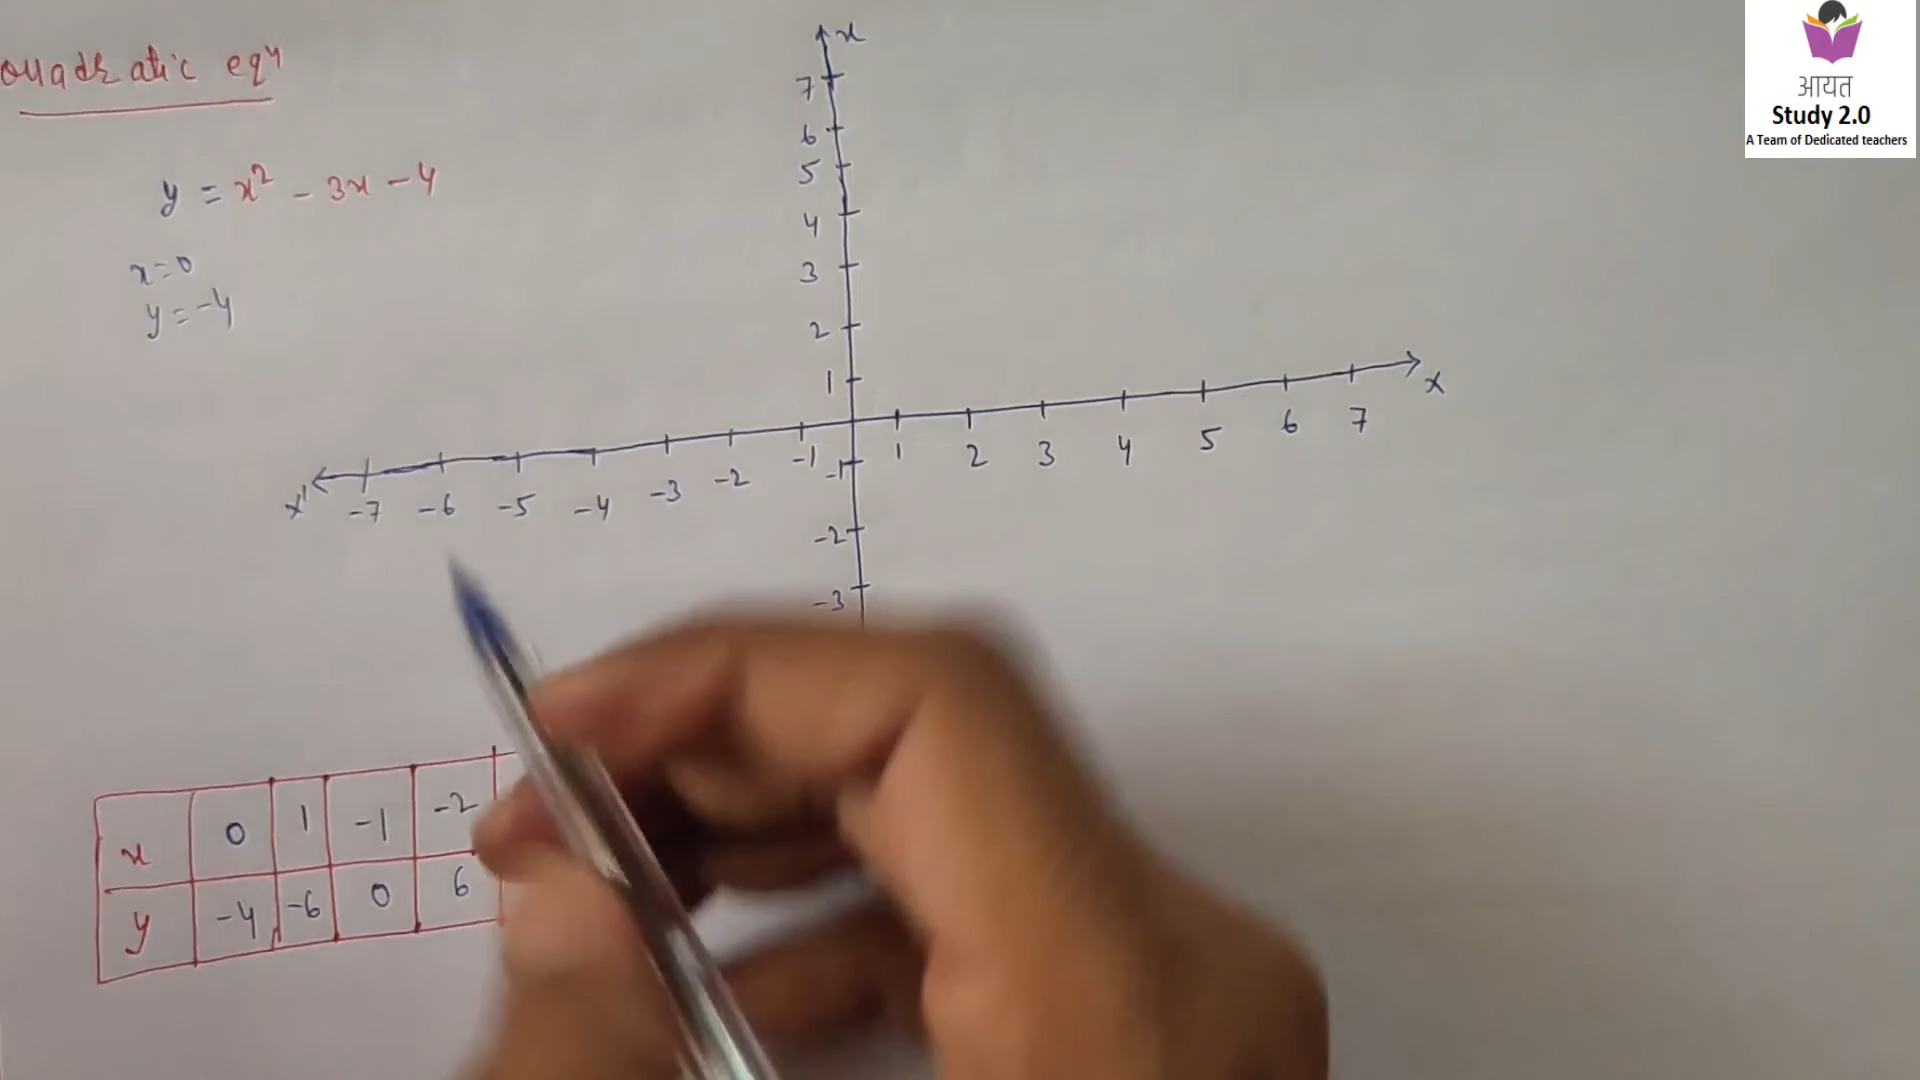 Quadratic eqn
y = x² - 3x - 4
x=0
y=-4
x
7
6
5
4
3
2
1
x' -7 -6 -5 -4 -3 -2 -1 1 2 3 4 5 6 7 x
-1
-2
-3
x 0 1 -1 -2
y -4 -6 0 6
आयत
Study 2.0
A Team of Dedicated teachers